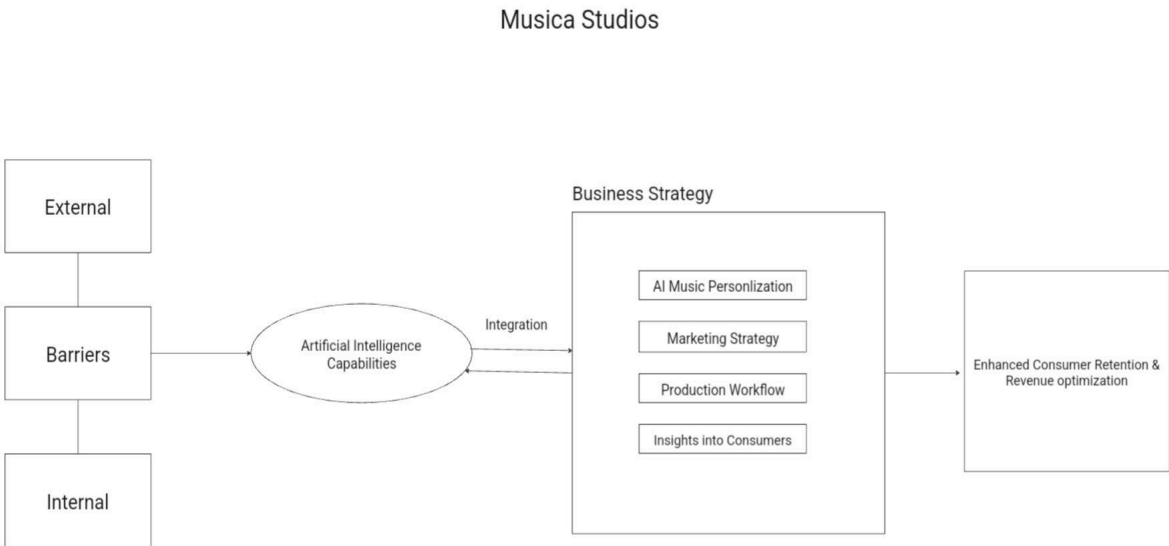 Musica Studios
External
Barriers
Internal
Artificial Intelligence
Capabilities
Integration
Business Strategy
AI Music Personlization
Marketing Strategy
Production Workflow
Insights into Consumers
Enhanced Consumer Retention &
Revenue optimization